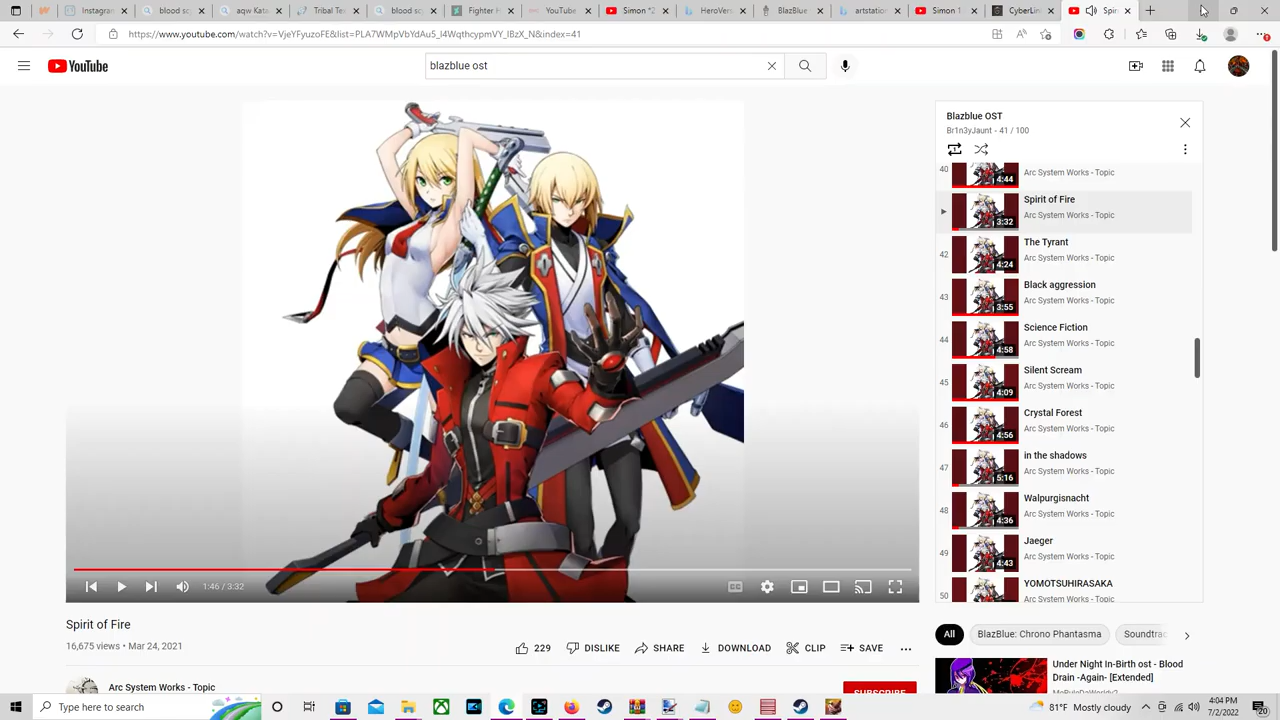 Instagram
blood sc
aqw Kata
Tribal Tex
blood sc
Fighter F
YouTube
Simon "2
HeroVers
BlazBlue
artstation
Simon 1
CyberLink
Spiri
https://www.youtube.com/watch?v=VjeYFyuzoFE&list=PLA7WMpVbYdAu5_l4WqthcypmVY_lBzX_N&index=41
YouTube
blazblue ost
Blazblue OST
Br1n3yJaunt - 41 / 100
40
4:44
Arc System Works - Topic
3:32
Spirit of Fire
Arc System Works - Topic
42
4:24
The Tyrant
Arc System Works - Topic
43
3:55
Black aggression
Arc System Works - Topic
44
4:58
Science Fiction
Arc System Works - Topic
45
4:09
Silent Scream
Arc System Works - Topic
46
4:56
Crystal Forest
Arc System Works - Topic
47
5:16
in the shadows
Arc System Works - Topic
48
4:36
Walpurgisnacht
Arc System Works - Topic
49
4:43
Jaeger
Arc System Works - Topic
50
YOMOTSUHIRASAKA
Arc System Works - Topic
1:46 / 3:32
CC
Spirit of Fire
16,675 views • Mar 24, 2021
229
DISLIKE
SHARE
DOWNLOAD
CLIP
SAVE
Arc System Works - Topic
SUBSCRIBE
All
BlazBlue: Chrono Phantasma
Soundtrac
Under Night In-Birth ost - Blood
Drain -Again- [Extended]
Type here to search
81°F Mostly cloudy
4:04 PM
7/2/2022
20